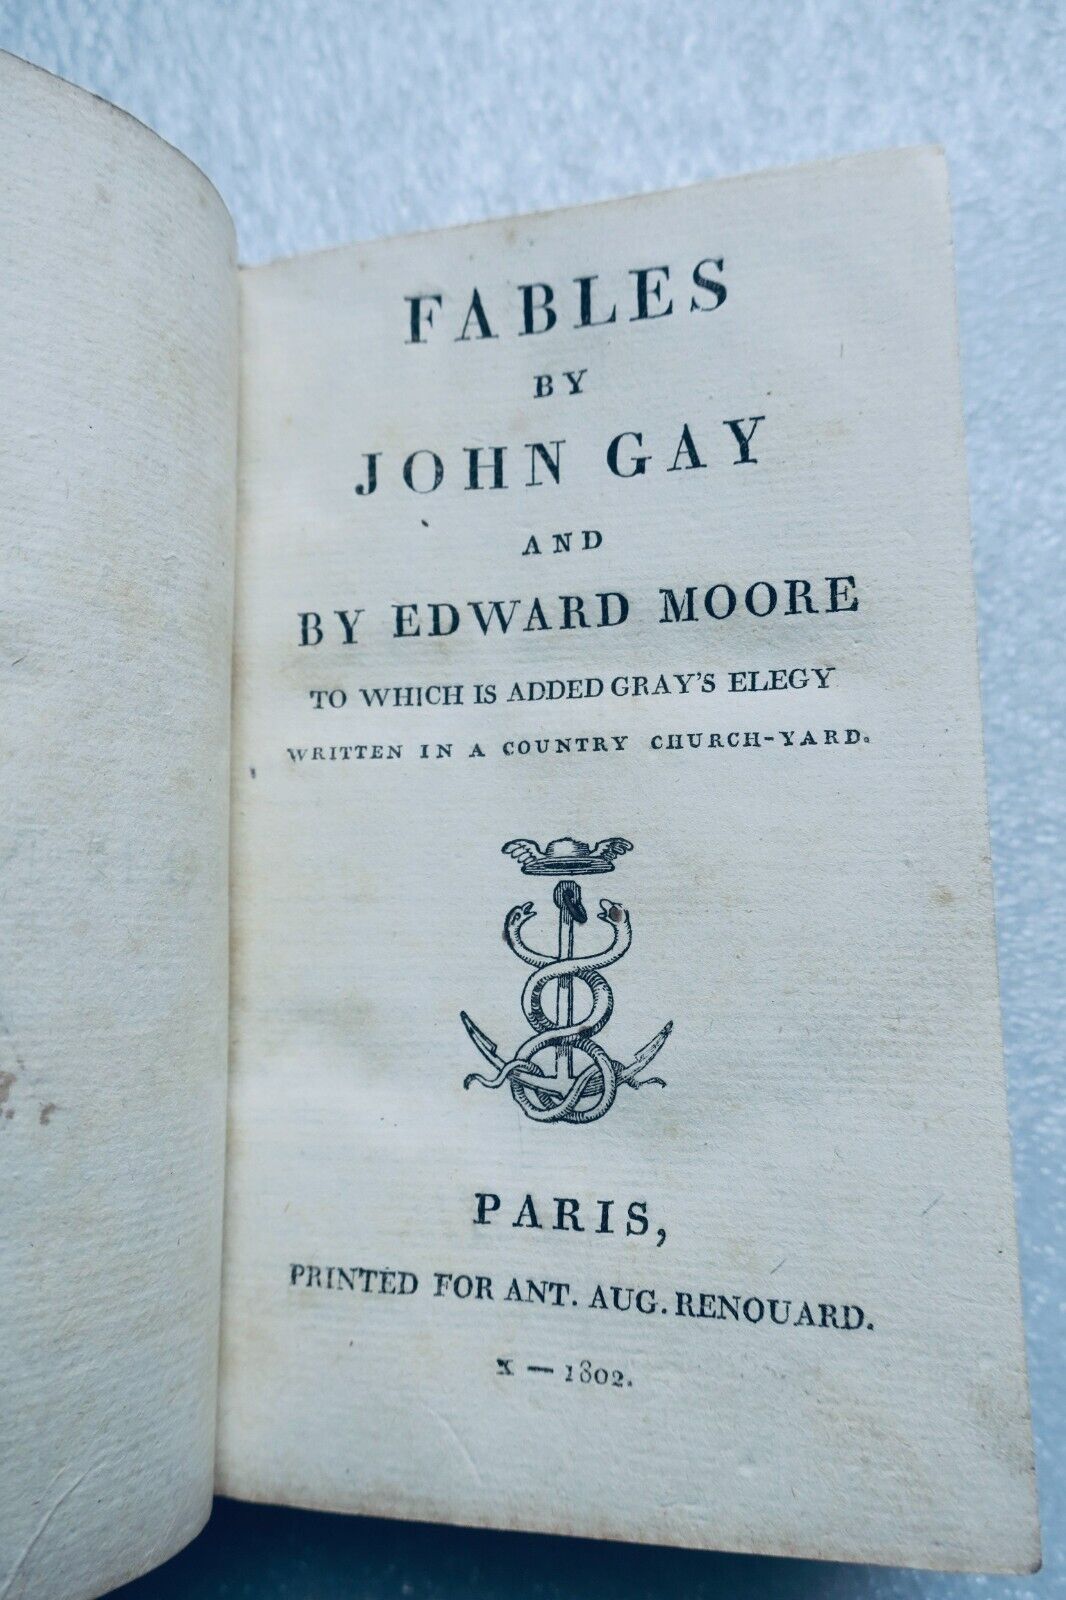 FABLES
BY
JOHN GAY
AND
BY EDWARD MOORE
TO WHICH IS ADDED GRAY'S ELEGY
WRITTEN IN A COUNTRY CHURCH-YARD.
PARIS,
PRINTED FOR ANT. AUG. RENOUARD.
X — 1802.